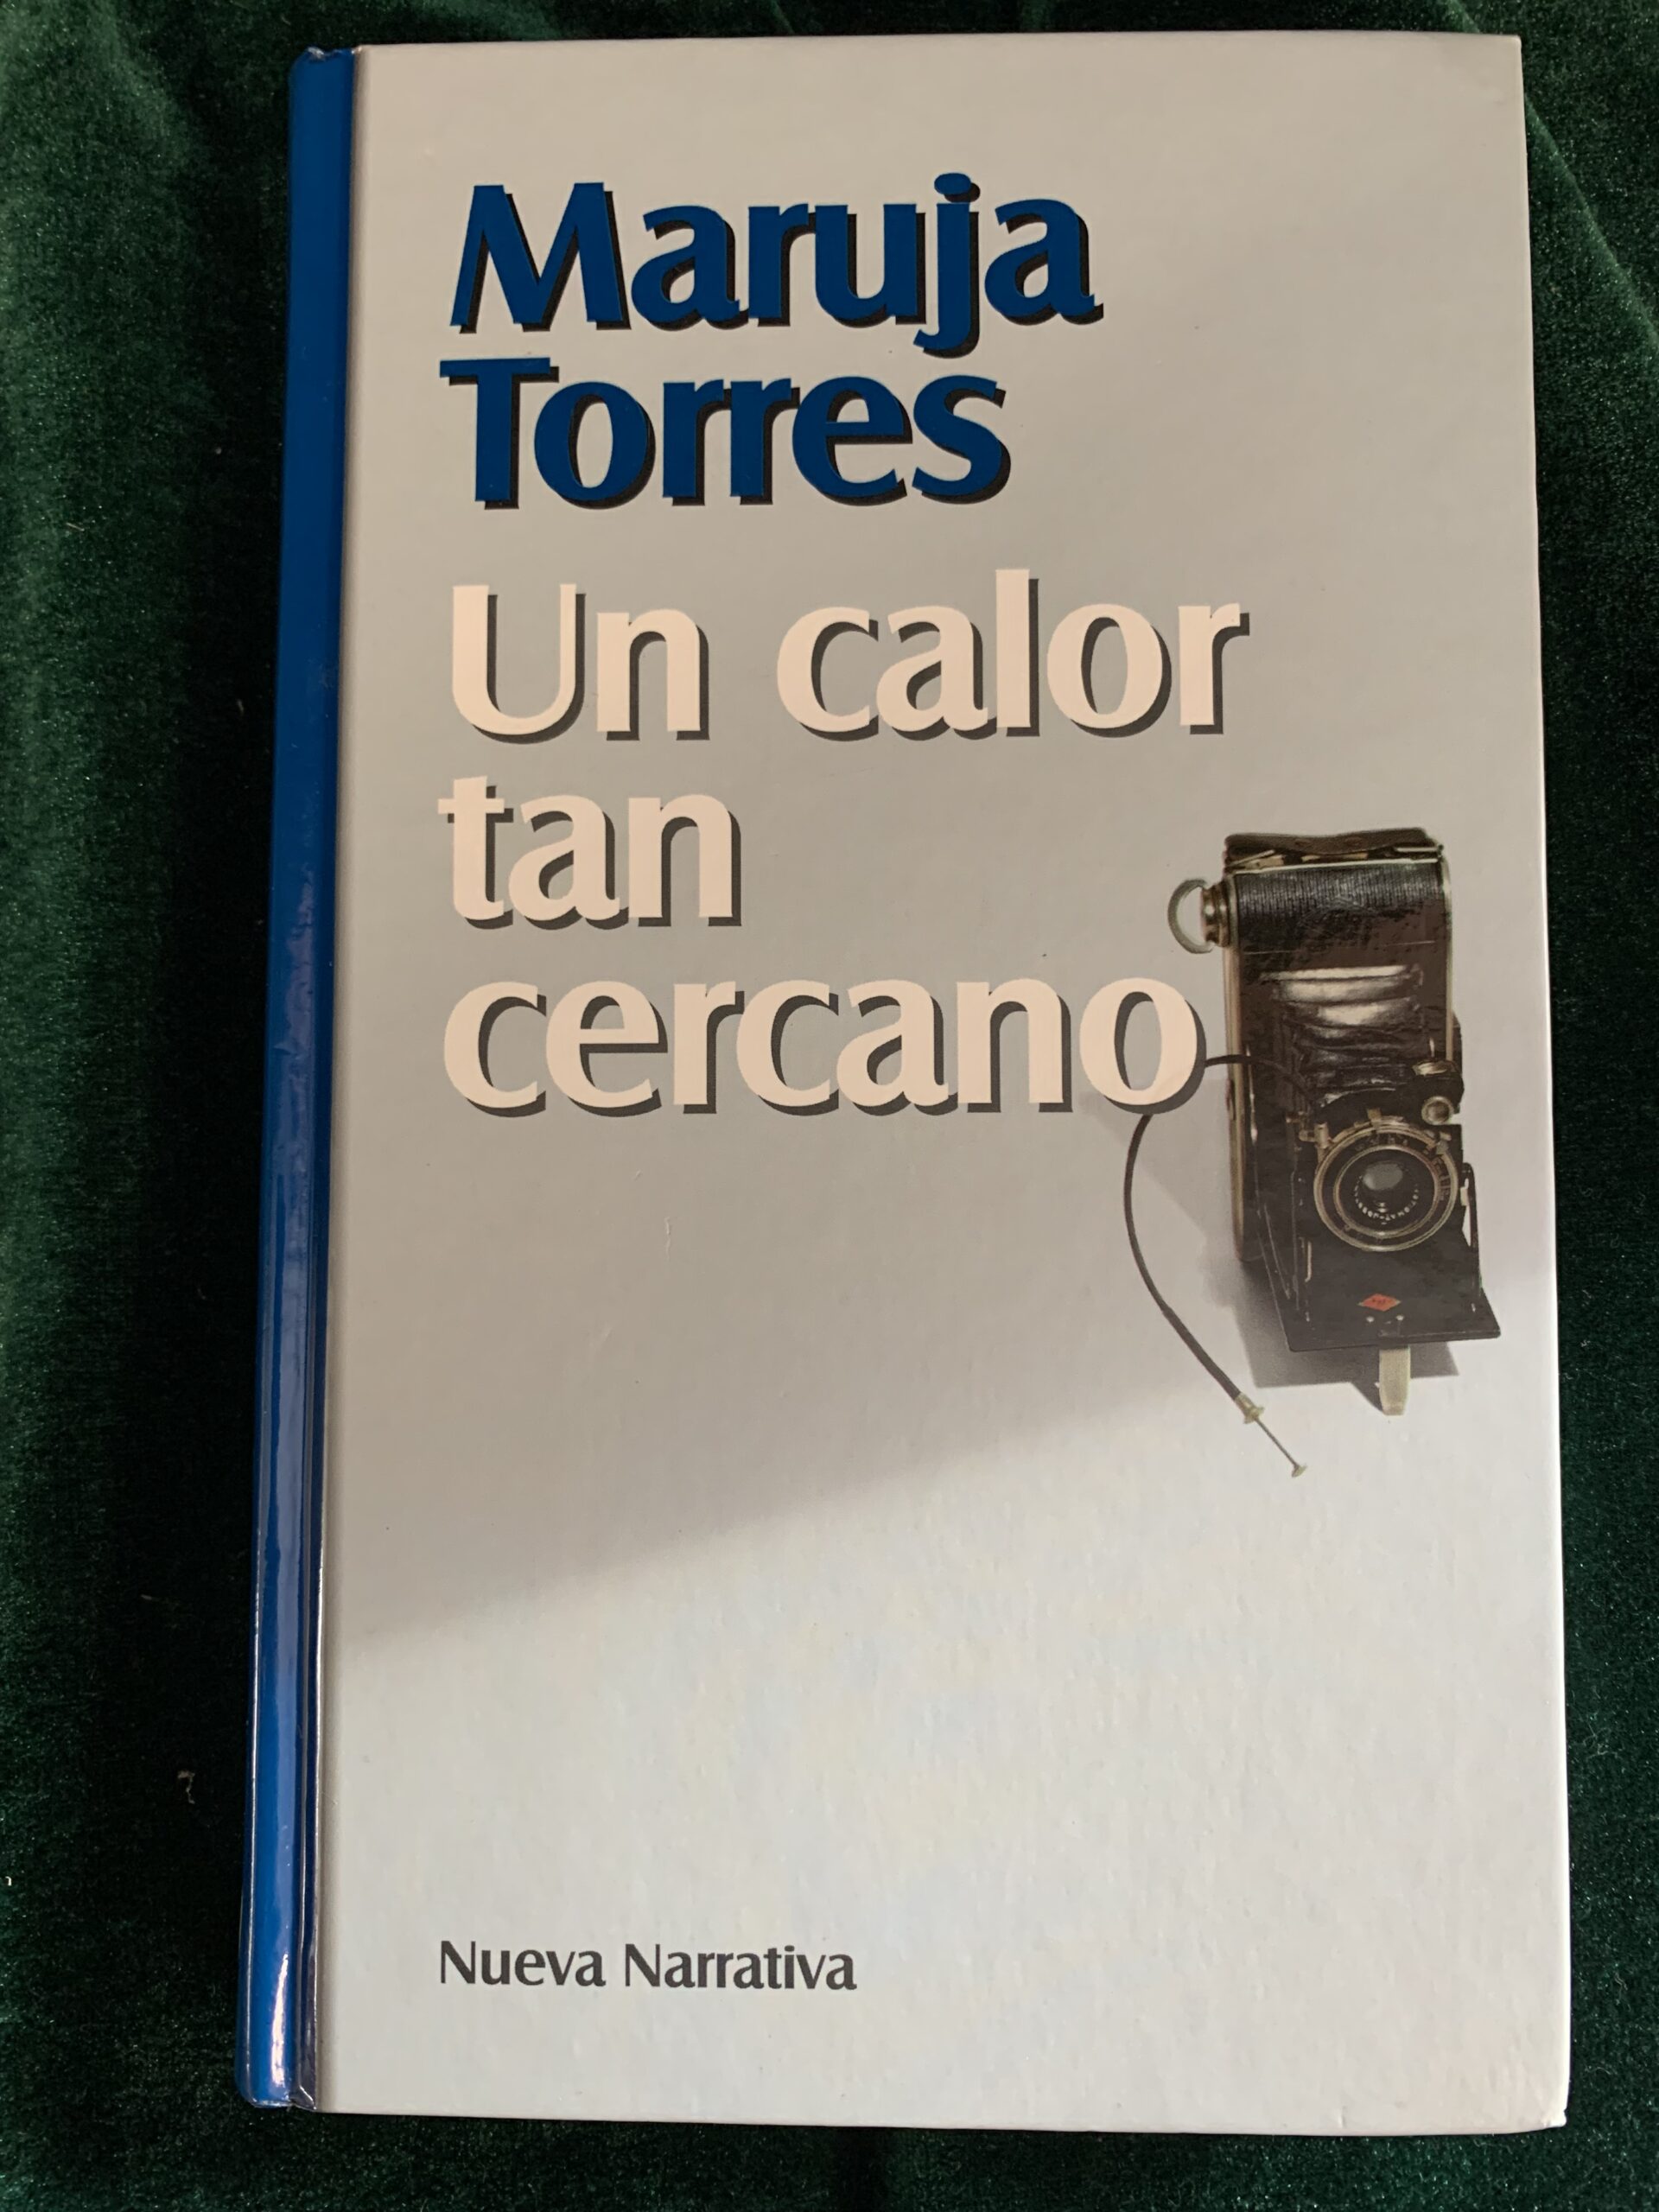 Maruja
Torres
Un calor
tan
cercano
Nueva Narrativa